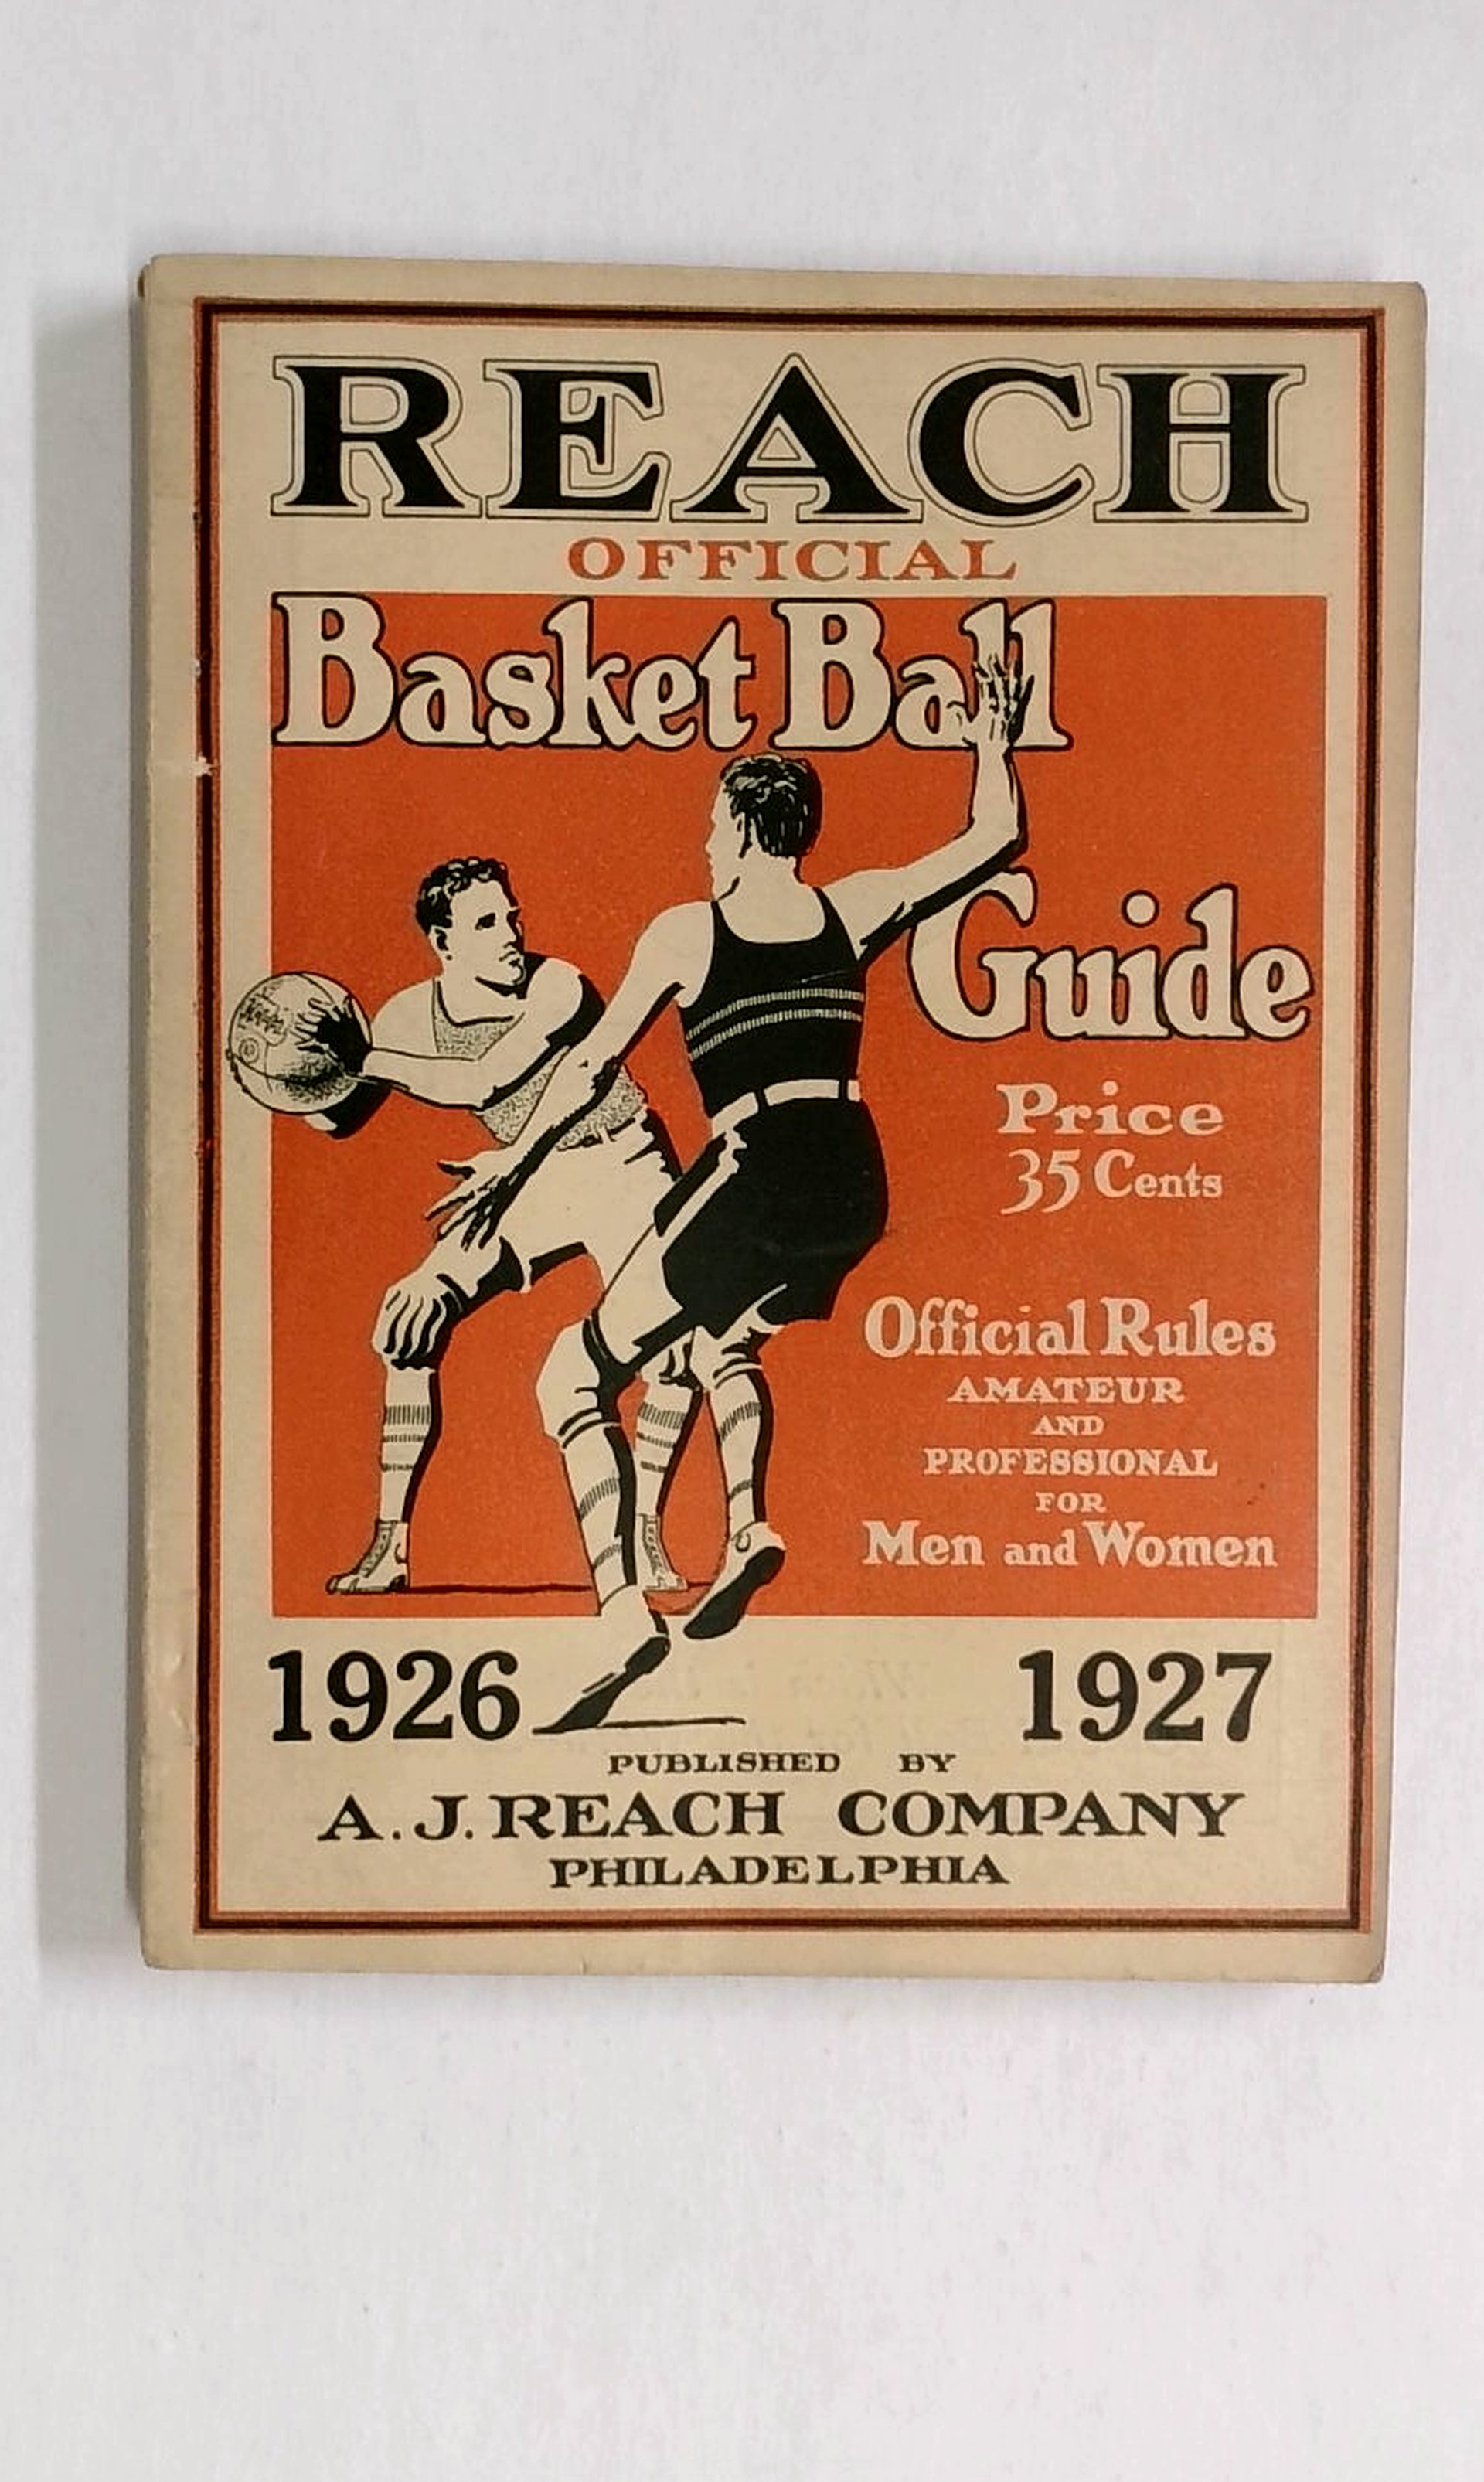 REACH
OFFICIAL
Basket Ball
Guide
Price
35 Cents
Official Rules
AMATEUR
AND
PROFESSIONAL
FOR
Men and Women
1926 1927
PUBLISHED BY
A. J. REACH COMPANY
PHILADELPHIA